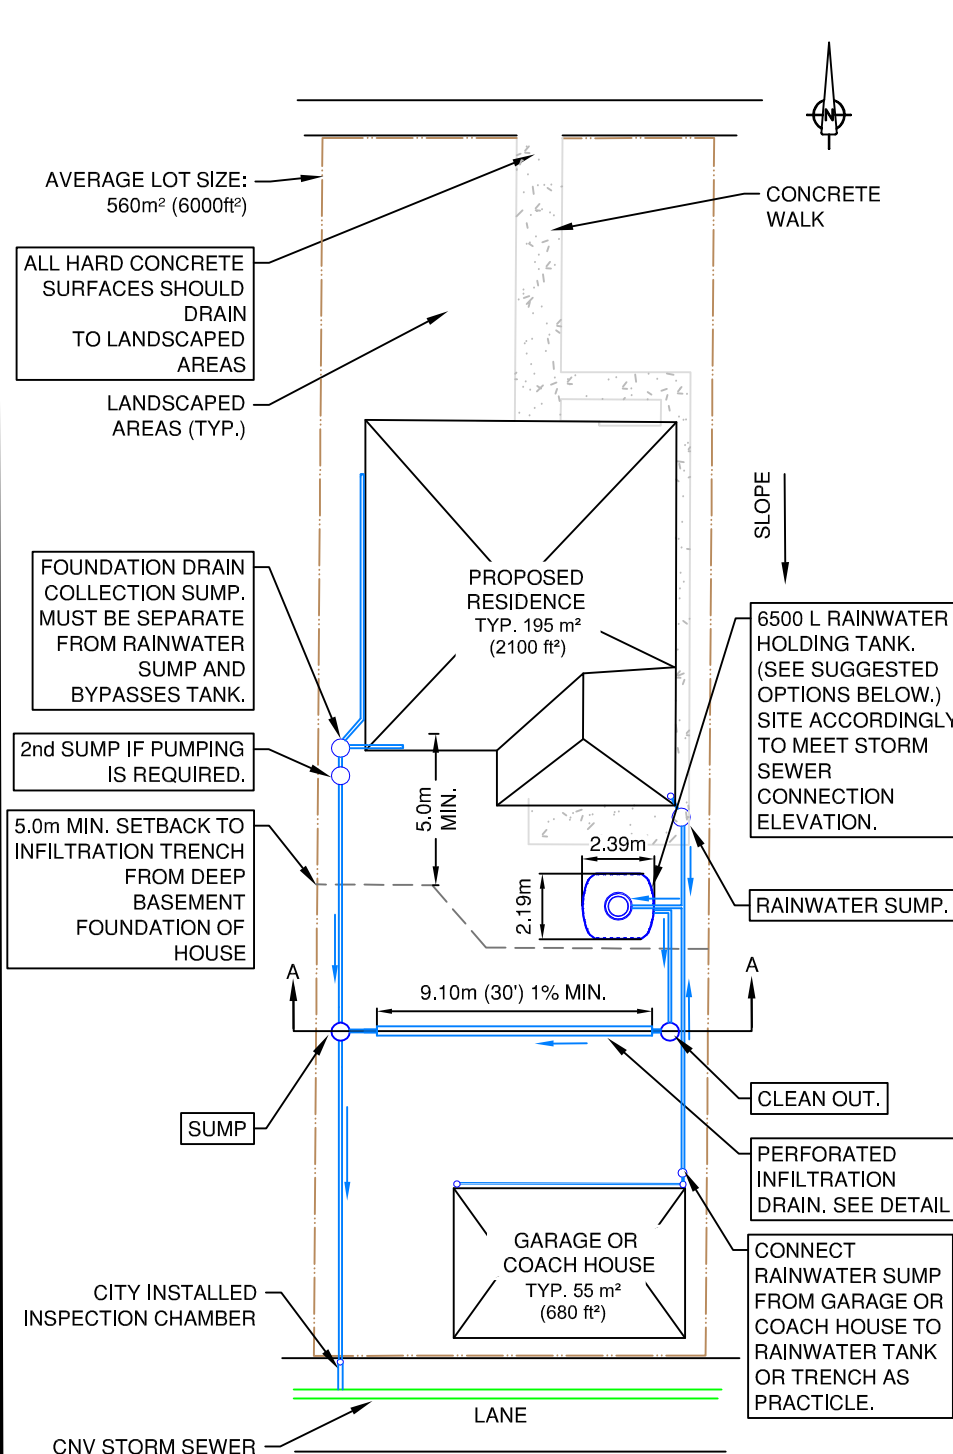 N
AVERAGE LOT SIZE:
560m² (6000ft²)
CONCRETE
WALK
ALL HARD CONCRETE
SURFACES SHOULD
DRAIN
TO LANDSCAPED
AREAS
LANDSCAPED
AREAS (TYP.)
SLOPE
FOUNDATION DRAIN
COLLECTION SUMP.
MUST BE SEPARATE
FROM RAINWATER
SUMP AND
BYPASSES TANK.
PROPOSED
RESIDENCE
TYP. 195 m²
(2100 ft²)
6500 L RAINWATER
HOLDING TANK.
(SEE SUGGESTED
OPTIONS BELOW.)
SITE ACCORDINGLY
TO MEET STORM
SEWER
CONNECTION
ELEVATION.
2nd SUMP IF PUMPING
IS REQUIRED.
5.0m
MIN.
5.0m MIN. SETBACK TO
INFILTRATION TRENCH
FROM DEEP
BASEMENT
FOUNDATION OF
HOUSE
2.39m
2.19m
RAINWATER SUMP.
A
A
9.10m (30') 1% MIN.
CLEAN OUT.
SUMP
PERFORATED
INFILTRATION
DRAIN. SEE DETAIL
GARAGE OR
COACH HOUSE
TYP. 55 m²
(680 ft²)
CONNECT
RAINWATER SUMP
FROM GARAGE OR
COACH HOUSE TO
RAINWATER TANK
OR TRENCH AS
PRACTICLE.
CITY INSTALLED
INSPECTION CHAMBER
LANE
CNV STORM SEWER